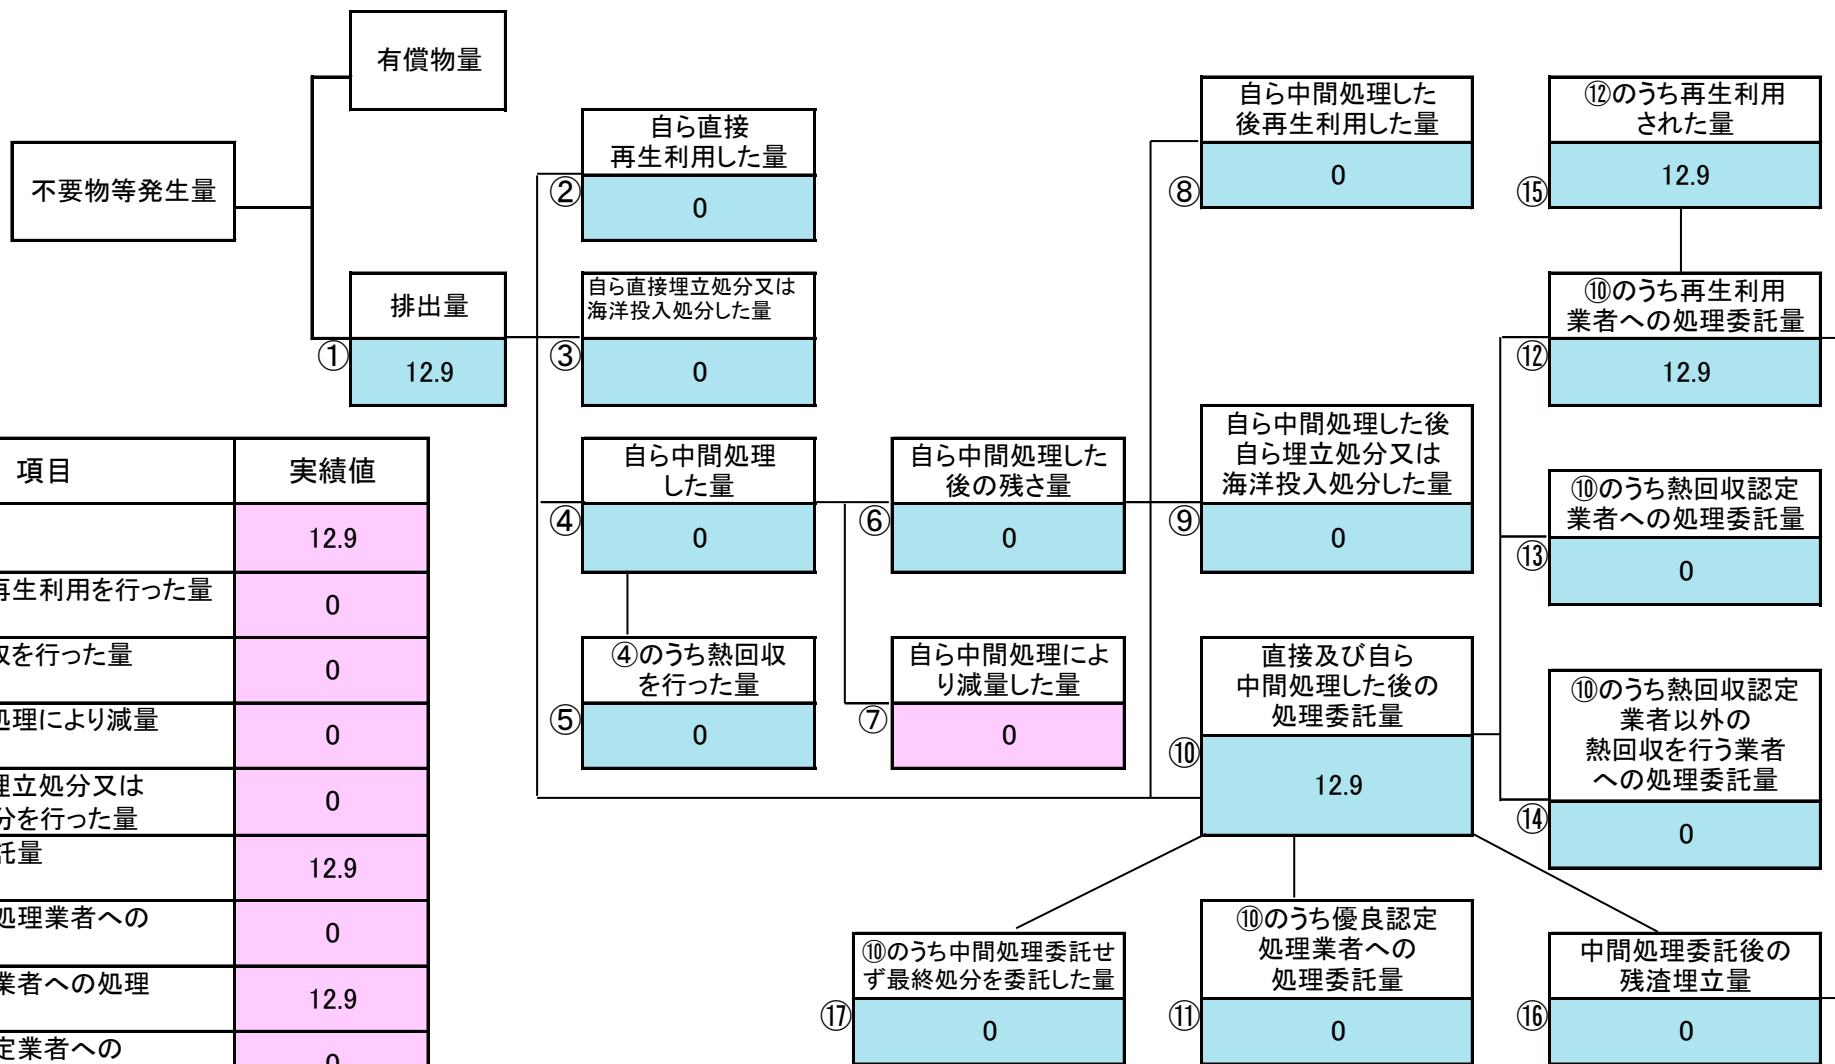 有償物量
不要物等発生量
排出量
①
12.9
自ら直接
再生利用した量
②
0
自ら直接埋立処分又は
海洋投入処分した量
③
0
自ら中間処理
した量
④
0
④のうち熱回収
を行った量
⑤
0
自ら中間処理した
後の残さ量
⑥
0
自ら中間処理によ
り減量した量
⑦
0
自ら中間処理した
後再生利用した量
⑧
0
自ら中間処理した後
自ら埋立処分又は
海洋投入処分した量
⑨
0
直接及び自ら
中間処理した後の
処理委託量
⑩
12.9
⑩のうち優良認定
処理業者への
処理委託量
⑪
0
⑫のうち再生利用
された量
⑮
12.9
⑩のうち再生利用
業者への処理委託量
⑫
12.9
⑩のうち熱回収認定
業者への処理委託量
⑬
0
⑩のうち熱回収認定
業者以外の
熱回収を行う業者
への処理委託量
⑭
0
中間処理委託後の
残渣埋立量
⑯
0
⑩のうち中間処理委託せ
ず最終処分を委託した量
⑰
0
項目 実績値
12.9
再生利用を行った量 0
を行った量 0
処理により減量 0
埋立処分又は
を行った量 0
託量 12.9
処理業者への 0
業者への処理 12.9
定業者への 0